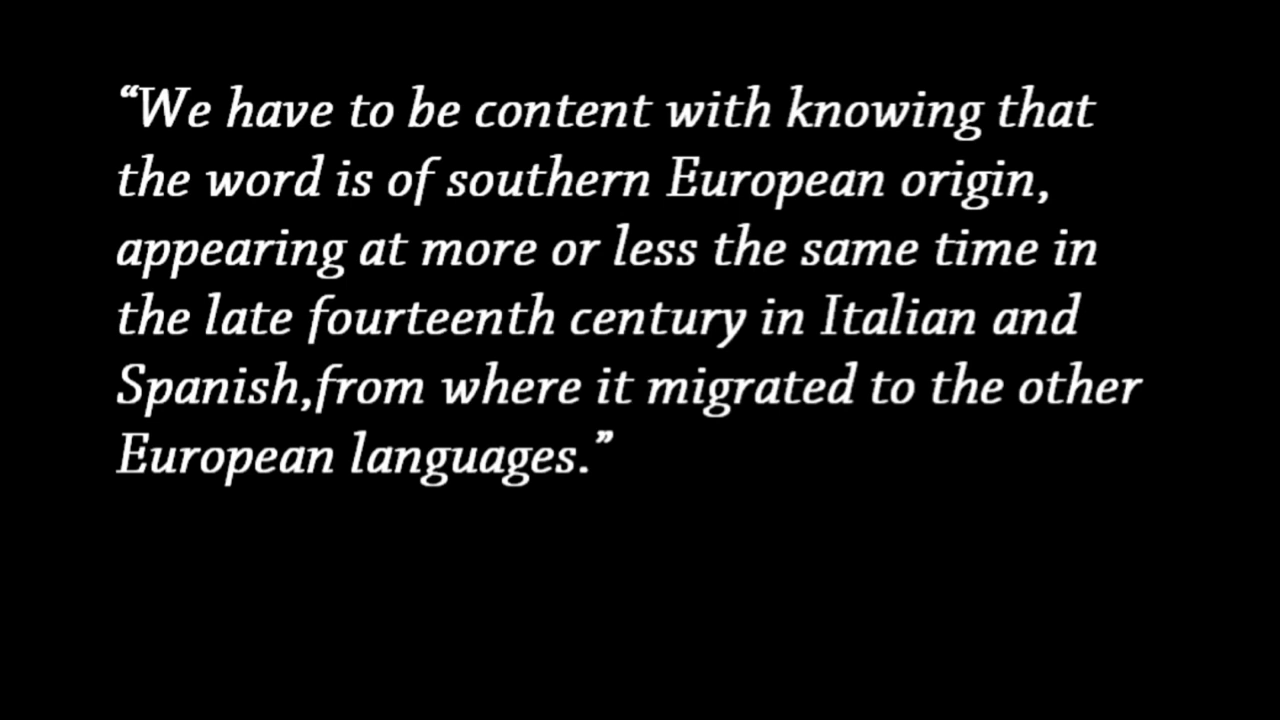 “We have to be content with knowing that
the word is of southern European origin,
appearing at more or less the same time in
the late fourteenth century in Italian and
Spanish,from where it migrated to the other
European languages.”